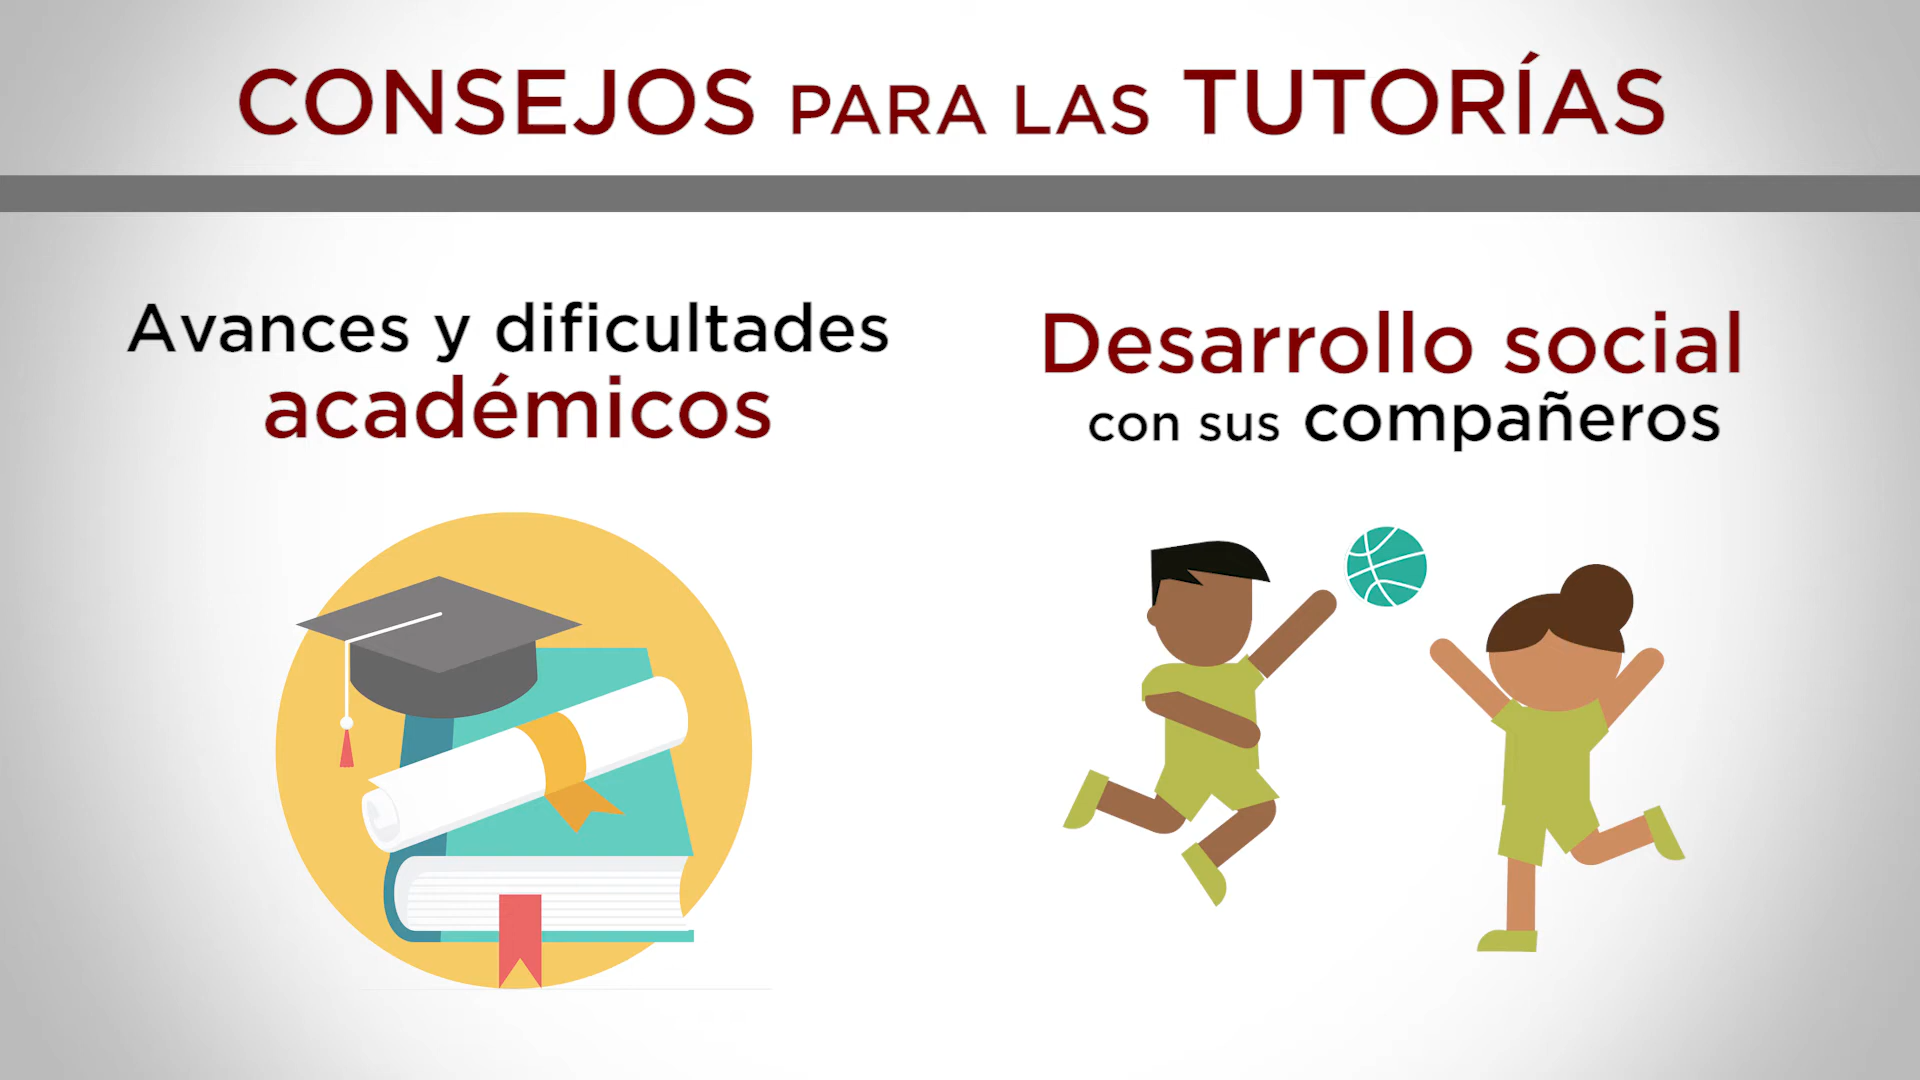 CONSEJOS PARA LAS TUTORÍAS
Avances y dificultades
académicos
Desarrollo social
con sus compañeros